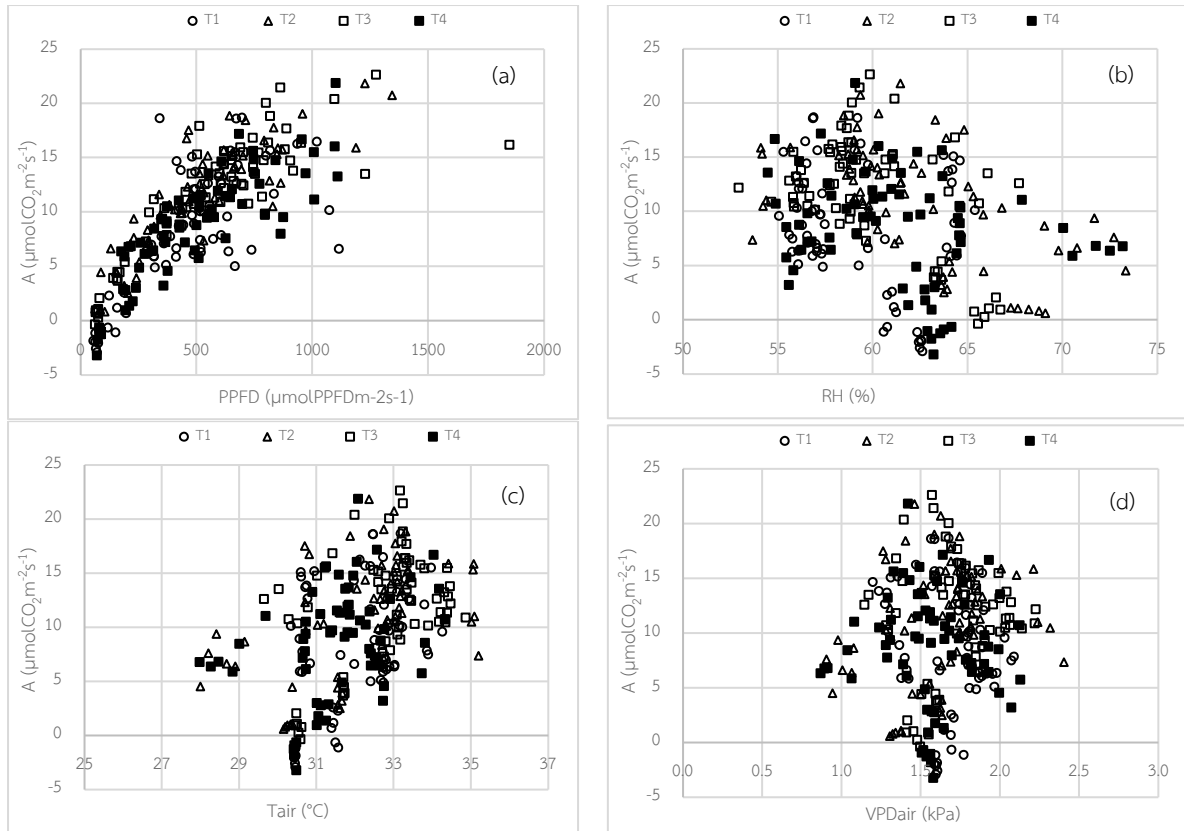 T1 T2 T3 T4
(a)
A (µmolCO2m-2s-1)
25
20
15
10
5
0
-5
0 500 1000 1500 2000
PPFD (µmolPPFDm-2s-1)
T1 T2 T3 T4
(b)
A (µmolCO2m-2s-1)
25
20
15
10
5
0
-5
50 55 60 65 70 75
RH (%)
T1 T2 T3 T4
(c)
A (µmolCO2m-2s-1)
25
20
15
10
5
0
-5
25 27 29 31 33 35 37
Tair (°C)
T1 T2 T3 T4
(d)
A (µmolCO2m-2s-1)
25
20
15
10
5
0
-5
0.0 0.5 1.0 1.5 2.0 2.5 3.0
VPDair (kPa)